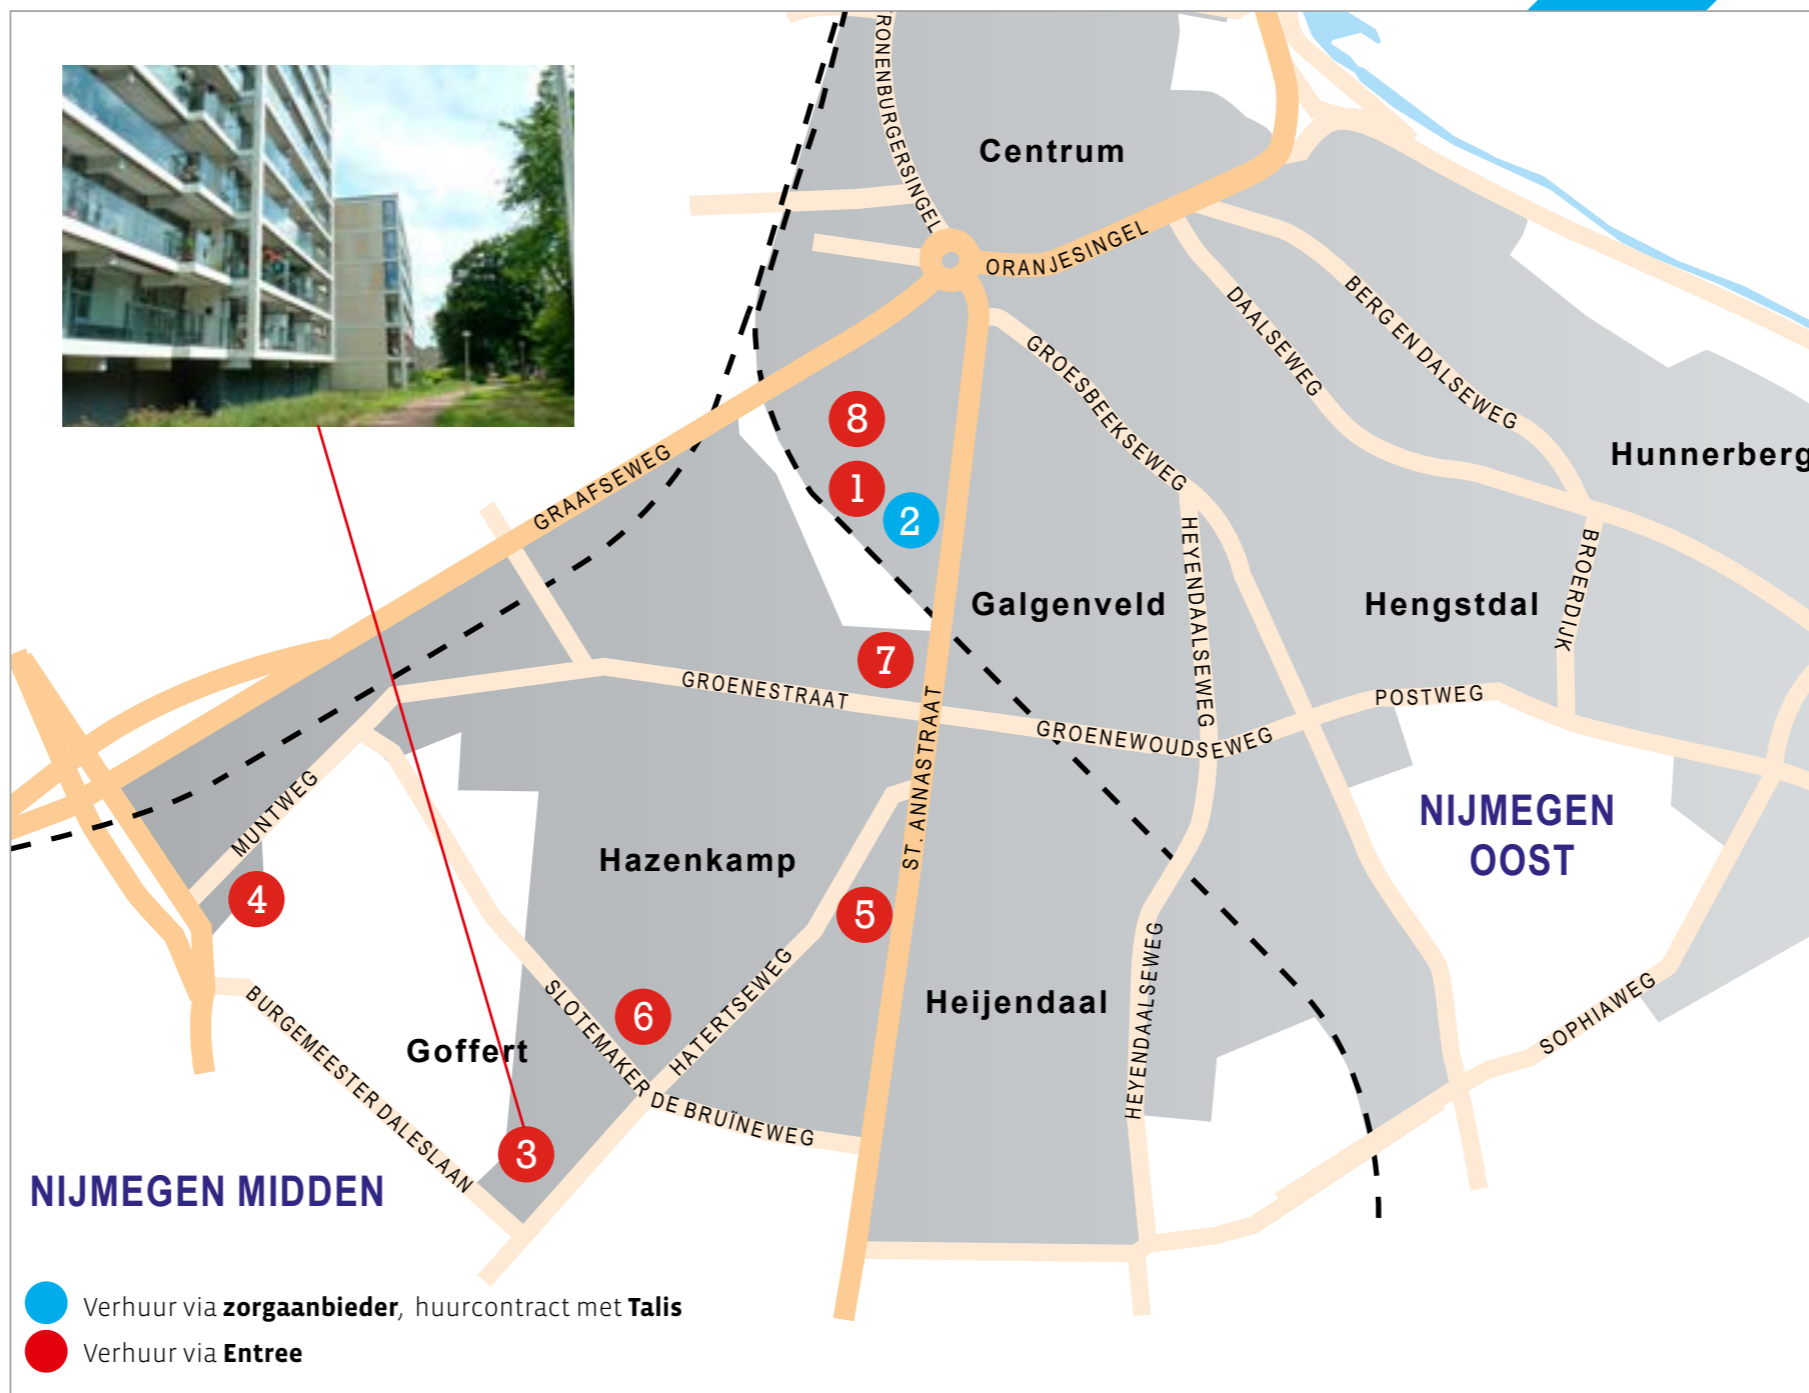 RONENBURGERSINGEL
Centrum
ORANJESINGEL
DAALSEWEG
BERG EN DALSEWEG
GROESBEEKSEWEG
Hunnerberg
8
1
2
GRAAFSEWEG
HEYENDAALSEWEG
BROERDIJK
Galgenveld
Hengstdal
7
GROENESTRAAT
POSTWEG
GROENEWOUDSEWEG
ST. ANNASTRAAT
MUNTWEG
NIJMEGEN
OOST
Hazenkamp
4
5
HATERTSEWEG
HEYENDAALSEWEG
SLOTEMAKER DE BRUÏNEWEG
6
Heijendaal
SOPHIAWEG
BURGEMEESTER DALESLAAN
Goffert
3
NIJMEGEN MIDDEN
Verhuur via zorgaanbieder, huurcontract met Talis
Verhuur via Entree